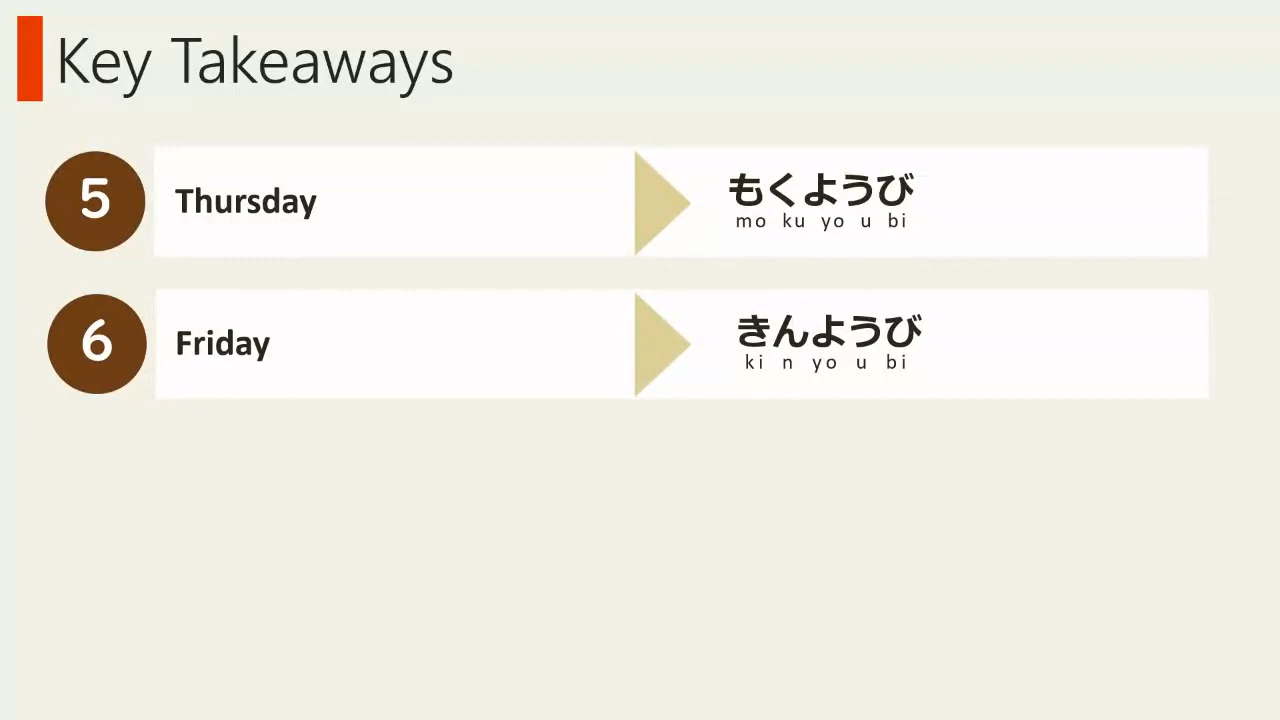 Key Takeaways
5
Thursday
もくようび
mo ku yo u bi
6
Friday
きんようび
ki n yo u bi